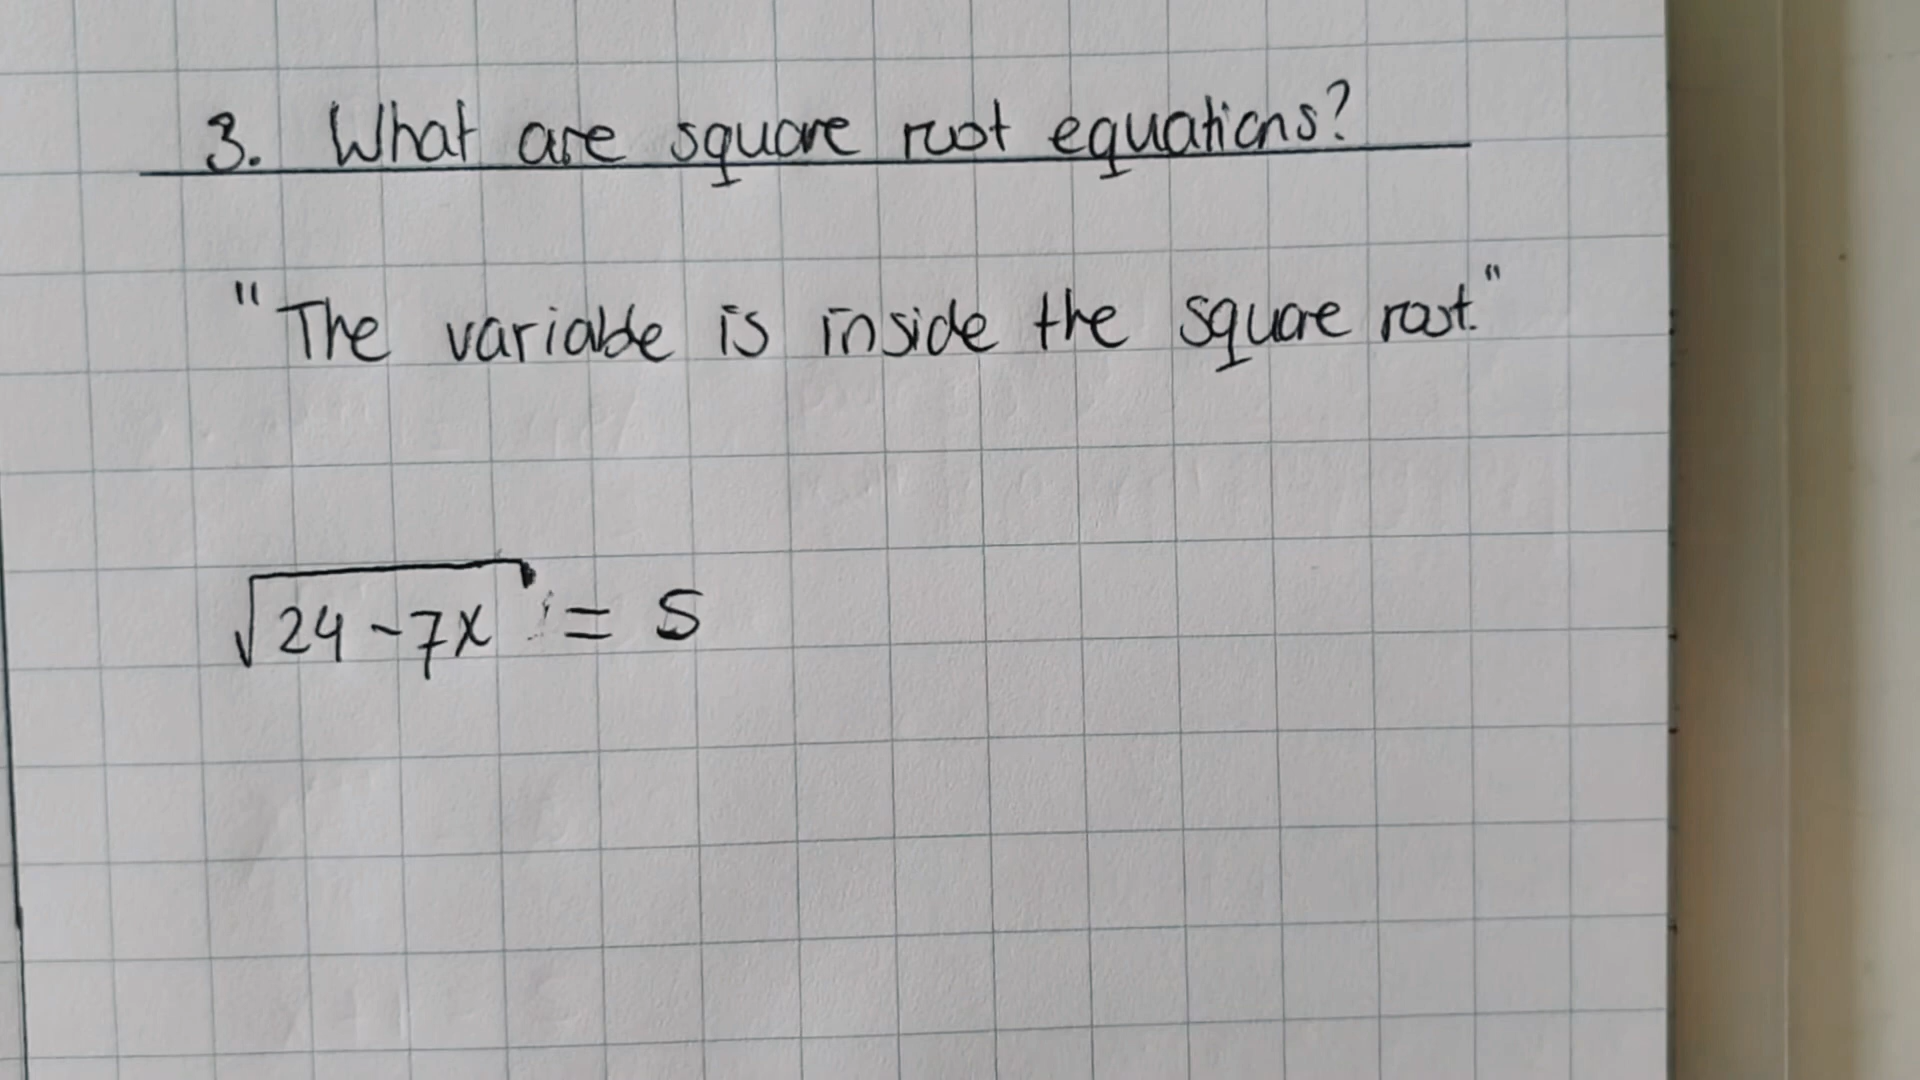 3. What are square root equations?
"The variable is inside the square root."
√24-7x = 5